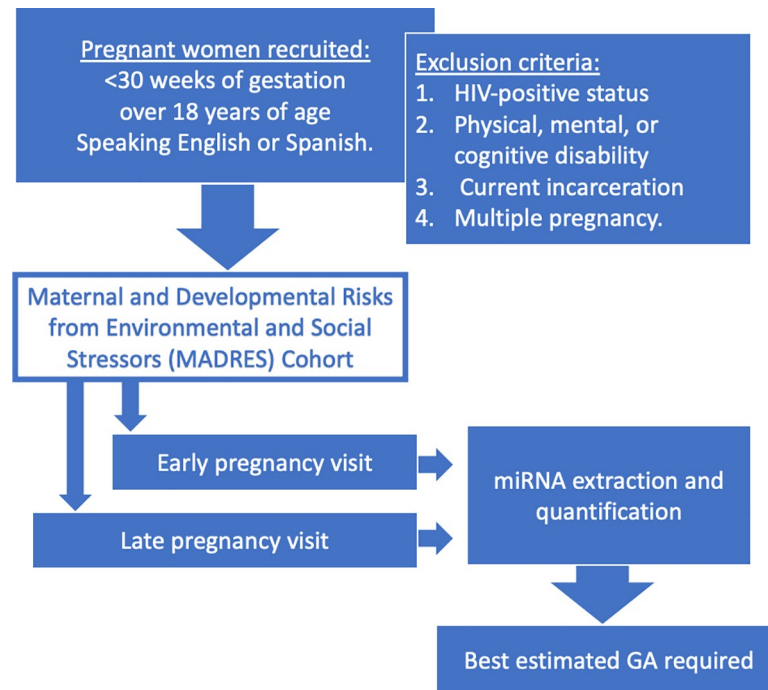 Pregnant women recruited:
<30 weeks of gestation
over 18 years of age
Speaking English or Spanish.
Exclusion criteria:
1. HIV-positive status
2. Physical, mental, or
cognitive disability
3. Current incarceration
4. Multiple pregnancy.
Maternal and Developmental Risks
from Environmental and Social
Stressors (MADRES) Cohort
Early pregnancy visit
Late pregnancy visit
miRNA extraction and
quantification
Best estimated GA required